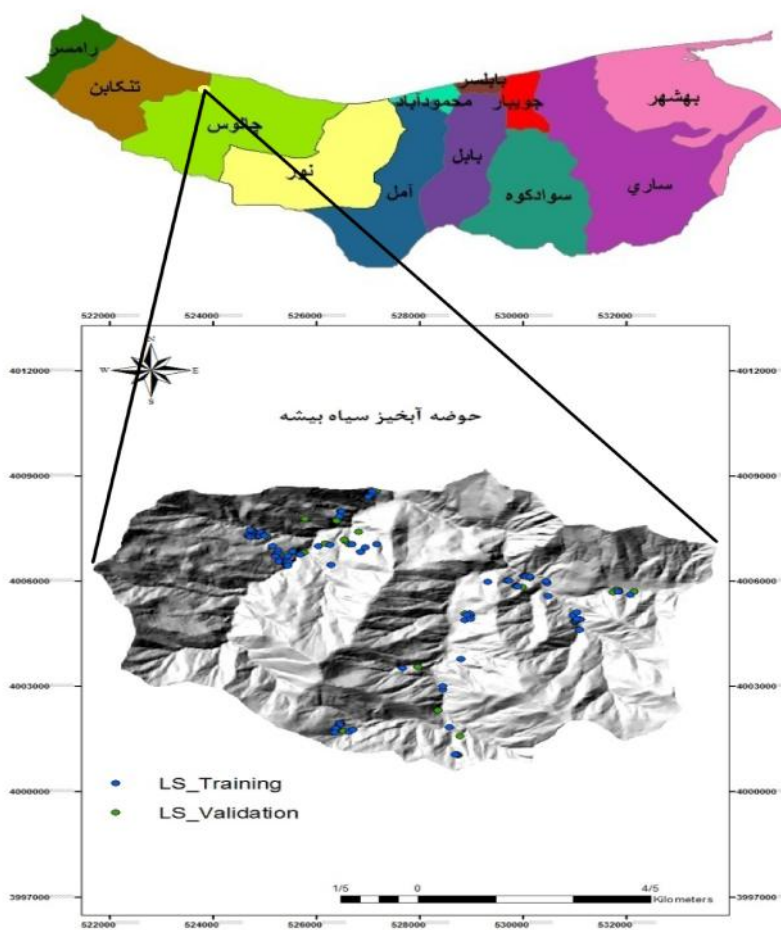 رامسر
تنکابن
چالوس
نور
محمودآباد
بابلسر
جویبار
بهشهر
آمل
بابل
سوادکوه
ساري
522000 524000 526000 528000 530000 532000
4012000 4012000
N
W E
S
حوضه آبخیز سیاه بیشه
4009000 4009000
4006000 4006000
4003000 4003000
LS_Training
4000000 4000000
LS_Validation
1/5 0 4/5
Kilometers
3997000 3997000
522000 524000 526000 528000 530000 532000